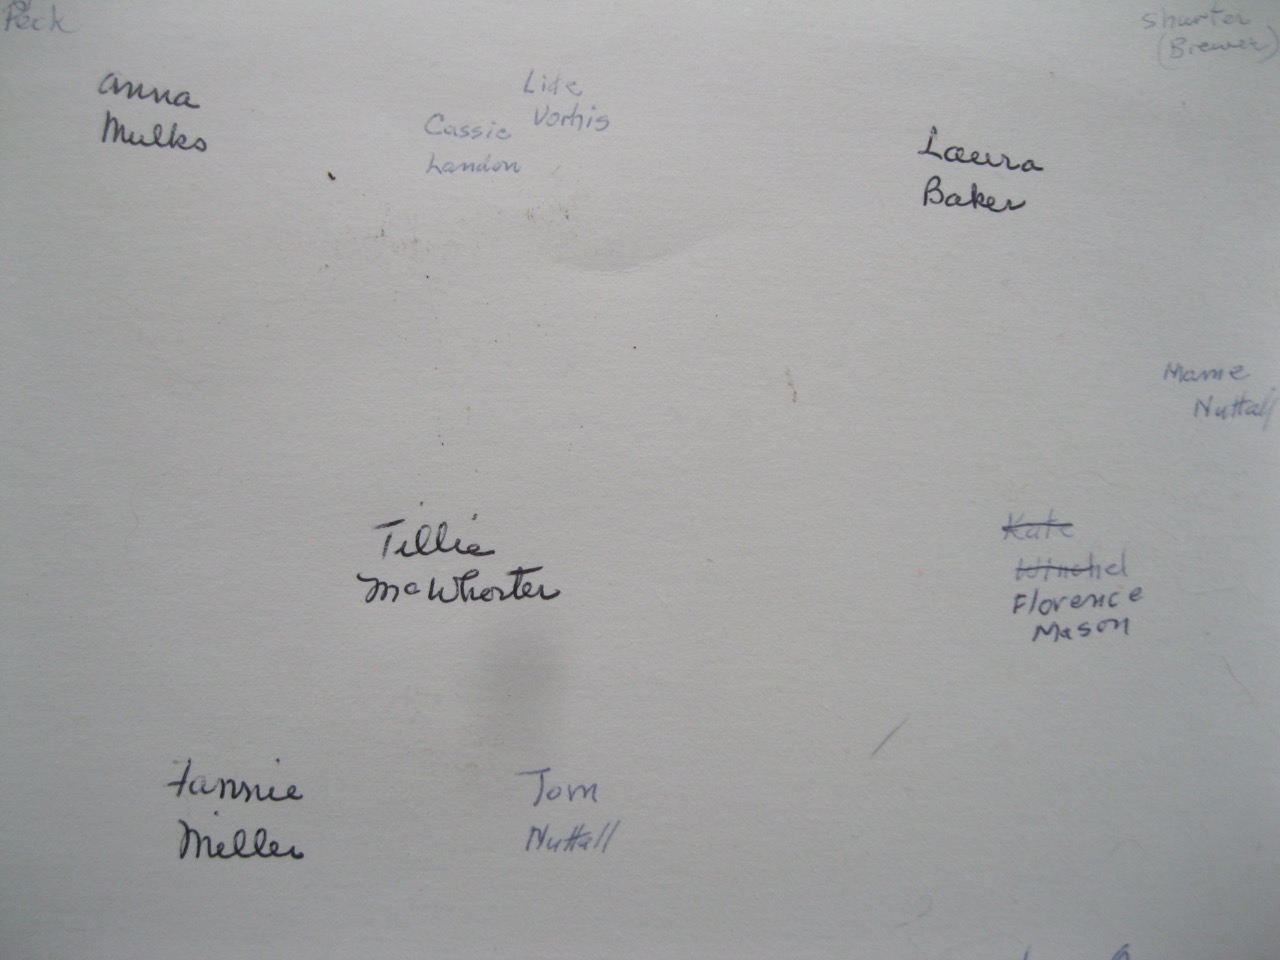 Peck
Shurter
(Brewer)
Anna
Mulks
Lide
Vorhis
Cassie
Landon
Laura
Baker
Mame
Nuttall
Tillie
McWhorter
Kate
Winchel
Florence
Mason
Fannie
Miller
Tom
Nuttall